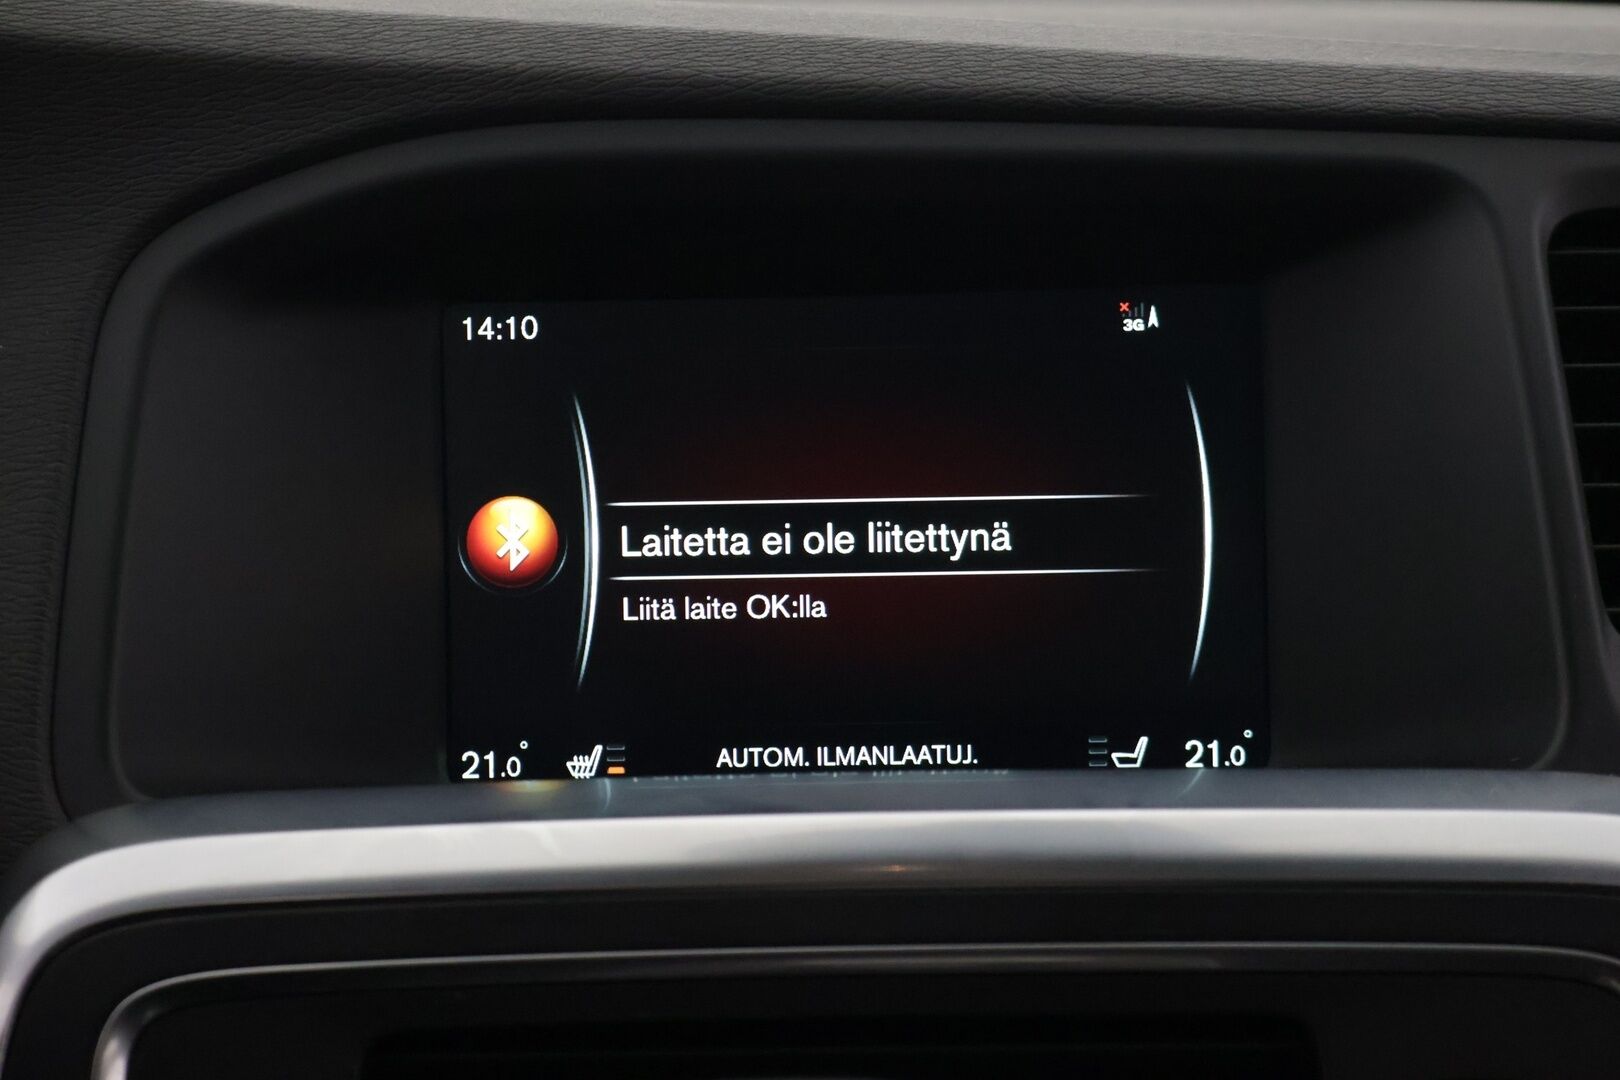 14:10
3G
Laitetta ei ole liitettynä
Liitä laite OK:lla
21.0°
AUTOM. ILMANLAATUJ.
21.0°